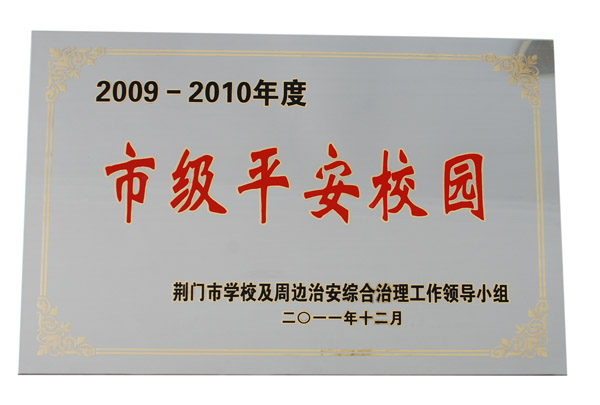 2009－2010年度
市级平安校园
荆门市学校及周边治安综合治理工作领导小组
二〇一一年十二月